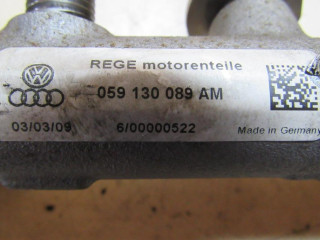 REGE motorenteile
059 130 089 AM
03/03/09 6/00000522 Made in Germany